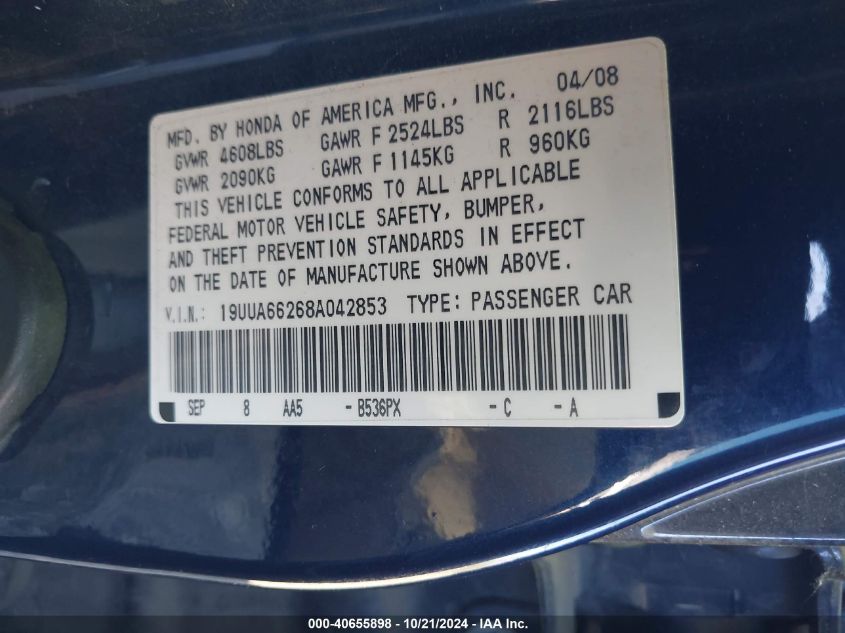 04/08
MFD. BY HONDA OF AMERICA MFG., INC.
GVWR 4608LBS GAWR F 2524LBS R 2116LBS
GVWR 2090KG GAWR F 1145KG R 960KG
THIS VEHICLE CONFORMS TO ALL APPLICABLE
FEDERAL MOTOR VEHICLE SAFETY, BUMPER,
AND THEFT PREVENTION STANDARDS IN EFFECT
ON THE DATE OF MANUFACTURE SHOWN ABOVE.
V.I.N.: 19UUA66268A042853 TYPE: PASSENGER CAR
SEP 8 AA5 - B536PX - C - A
000-40655898 - 10/21/2024 - IAA Inc.